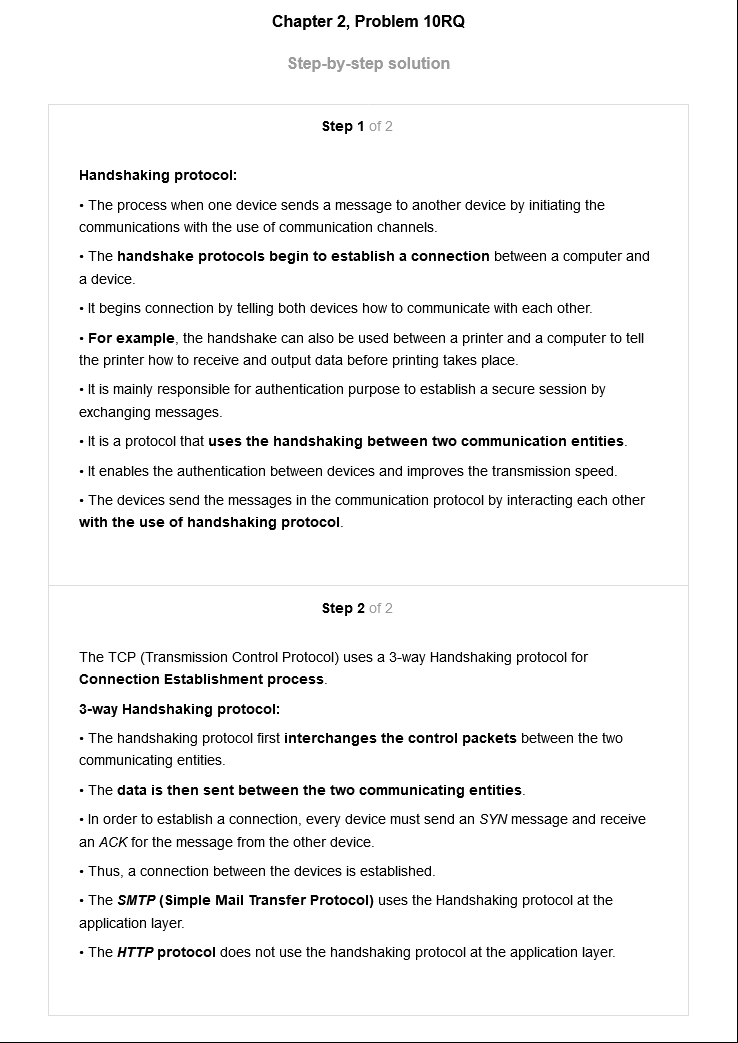 Chapter 2, Problem 10RQ
Step-by-step solution
Step 1 of 2
Handshaking protocol:
• The process when one device sends a message to another device by initiating the
communications with the use of communication channels.
• The handshake protocols begin to establish a connection between a computer and
a device.
• It begins connection by telling both devices how to communicate with each other.
• For example, the handshake can also be used between a printer and a computer to tell
the printer how to receive and output data before printing takes place.
• It is mainly responsible for authentication purpose to establish a secure session by
exchanging messages.
• It is a protocol that uses the handshaking between two communication entities.
• It enables the authentication between devices and improves the transmission speed.
• The devices send the messages in the communication protocol by interacting each other
with the use of handshaking protocol.
Step 2 of 2
The TCP (Transmission Control Protocol) uses a 3-way Handshaking protocol for
Connection Establishment process.
3-way Handshaking protocol:
• The handshaking protocol first interchanges the control packets between the two
communicating entities.
• The data is then sent between the two communicating entities.
• In order to establish a connection, every device must send an SYN message and receive
an ACK for the message from the other device.
• Thus, a connection between the devices is established.
• The SMTP (Simple Mail Transfer Protocol) uses the Handshaking protocol at the
application layer.
• The HTTP protocol does not use the handshaking protocol at the application layer.